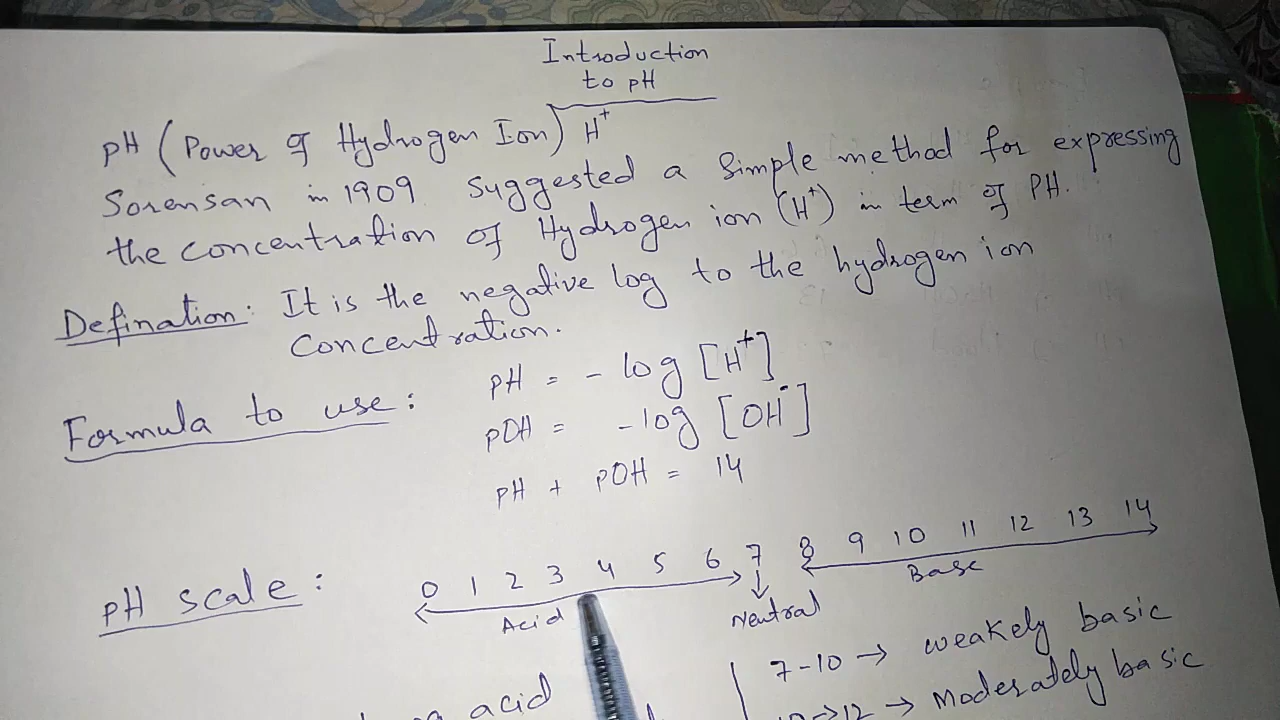 Introduction
to pH
pH (Power of Hydrogen Ion) H⁺
Sorensan in 1909 suggested a simple method for expressing
the concentration of Hydrogen ion (H⁺) in term of PH.
Defination: It is the negative log to the hydrogen ion
concentration.
Formula to use: pH = - log [H⁺]
pOH = -log [OH⁻]
pH + pOH = 14
pH scale: 0 1 2 3 4 5 6 7 8 9 10 11 12 13 14
Acid Neutral Base
acid
7-10 → weakely basic
12 → Moderately basic